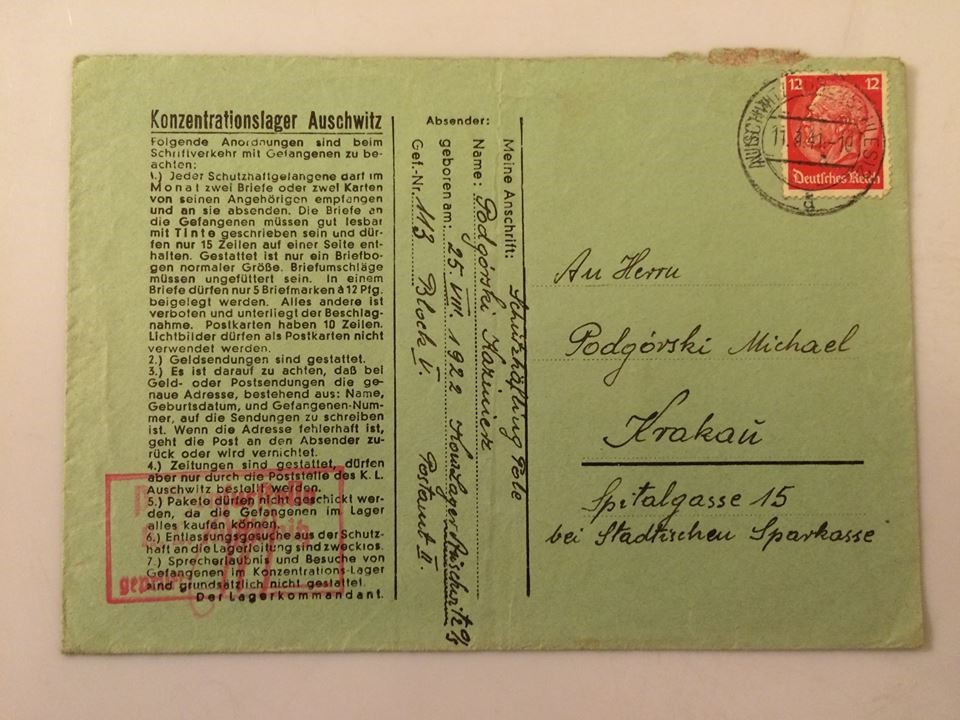 Konzentrationslager Auschwitz
Folgende Anordnungen sind beim
Schriftverkehr mit Gefangenen zu be-
achten:
1.) Jeder Schutzhaftgefangene darf im
Monat zwei Briefe oder zwei Karten
von seinen Angehörigen empfangen
und an sie absenden. Die Briefe an
die Gefangenen müssen gut lesbar
mit Tinte geschrieben sein und dür-
fen nur 15 Zeilen auf einer Seite ent-
halten. Gestattet ist nur ein Briefbo-
gen normaler Größe. Briefumschläge
müssen ungefüttert sein. In einem
Briefe dürfen nur 5 Briefmarken à 12 Pfg.
beigelegt werden. Alles andere ist
verboten und unterliegt der Beschlag-
nahme. Postkarten haben 10 Zeilen.
Lichtbilder dürfen als Postkarten nicht
verwendet werden.
2.) Geldsendungen sind gestattet.
3.) Es ist darauf zu achten, daß bei
Geld- oder Postsendungen die ge-
naue Adresse, bestehend aus: Name,
Geburtsdatum, und Gefangenen-Num-
mer, auf die Sendungen zu schreiben
ist. Wenn die Adresse fehlerhaft ist,
geht die Post an den Absender zu-
rück oder wird vernichtet.
4.) Zeitungen sind gestattet, dürfen
aber nur durch die Poststelle des K. L.
Auschwitz bestellt werden.
5.) Pakete dürfen nicht geschickt wer-
den, da die Gefangenen im Lager
alles kaufen können.
6.) Entlassungsgesuche aus der Schutz-
haft an die Lagerleitung sind zwecklos.
7.) Sprecherlaubnis und Besuche von
Gefangenen im Konzentrations-Lager
sind grundsätzlich nicht gestattet.
Der Lagerkommandant.
geprüft
Absender:
Meine Anschrift: Schutzhäftling Pole
Name: Podgórski Kazimierz
geboren am: 25 VIII. 1922 Konz. Lager Auschwitz O/S
Gef.-Nr. 113 Block V. Postamt II.
12 12
Deutsches Reich
An Herrn
Podgórski Michael
Krakau
Spitalgasse 15
bei Stadtischen Sparkasse